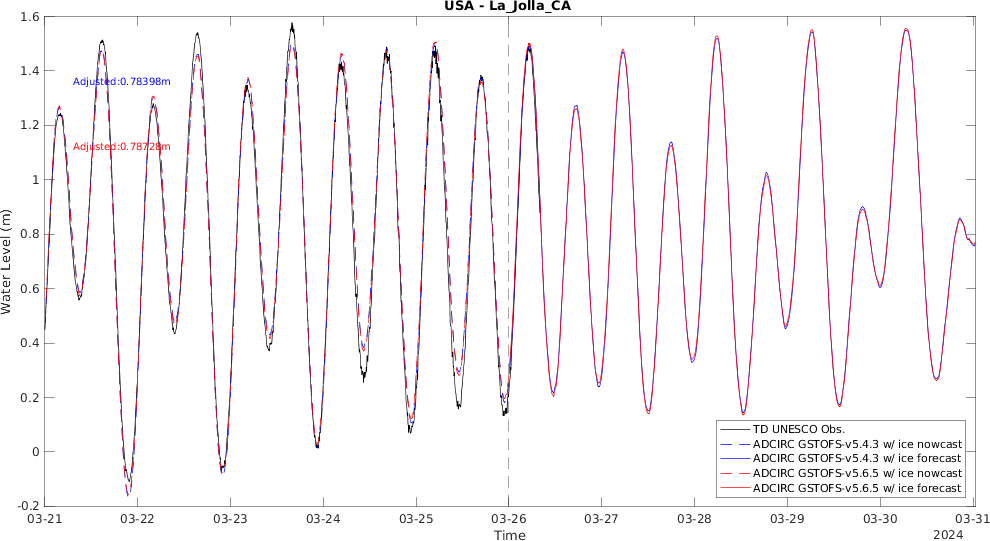 USA - La_Jolla_CA
1.6
1.4
1.2
1
0.8
0.6
0.4
0.2
0
-0.2
Water Level (m)
Adjusted:0.78398m
Adjusted:0.78728m
TD UNESCO Obs.
ADCIRC GSTOFS-v5.4.3 w/ ice nowcast
ADCIRC GSTOFS-v5.4.3 w/ ice forecast
ADCIRC GSTOFS-v5.6.5 w/ ice nowcast
ADCIRC GSTOFS-v5.6.5 w/ ice forecast
03-21 03-22 03-23 03-24 03-25 03-26 03-27 03-28 03-29 03-30 03-31
Time
2024